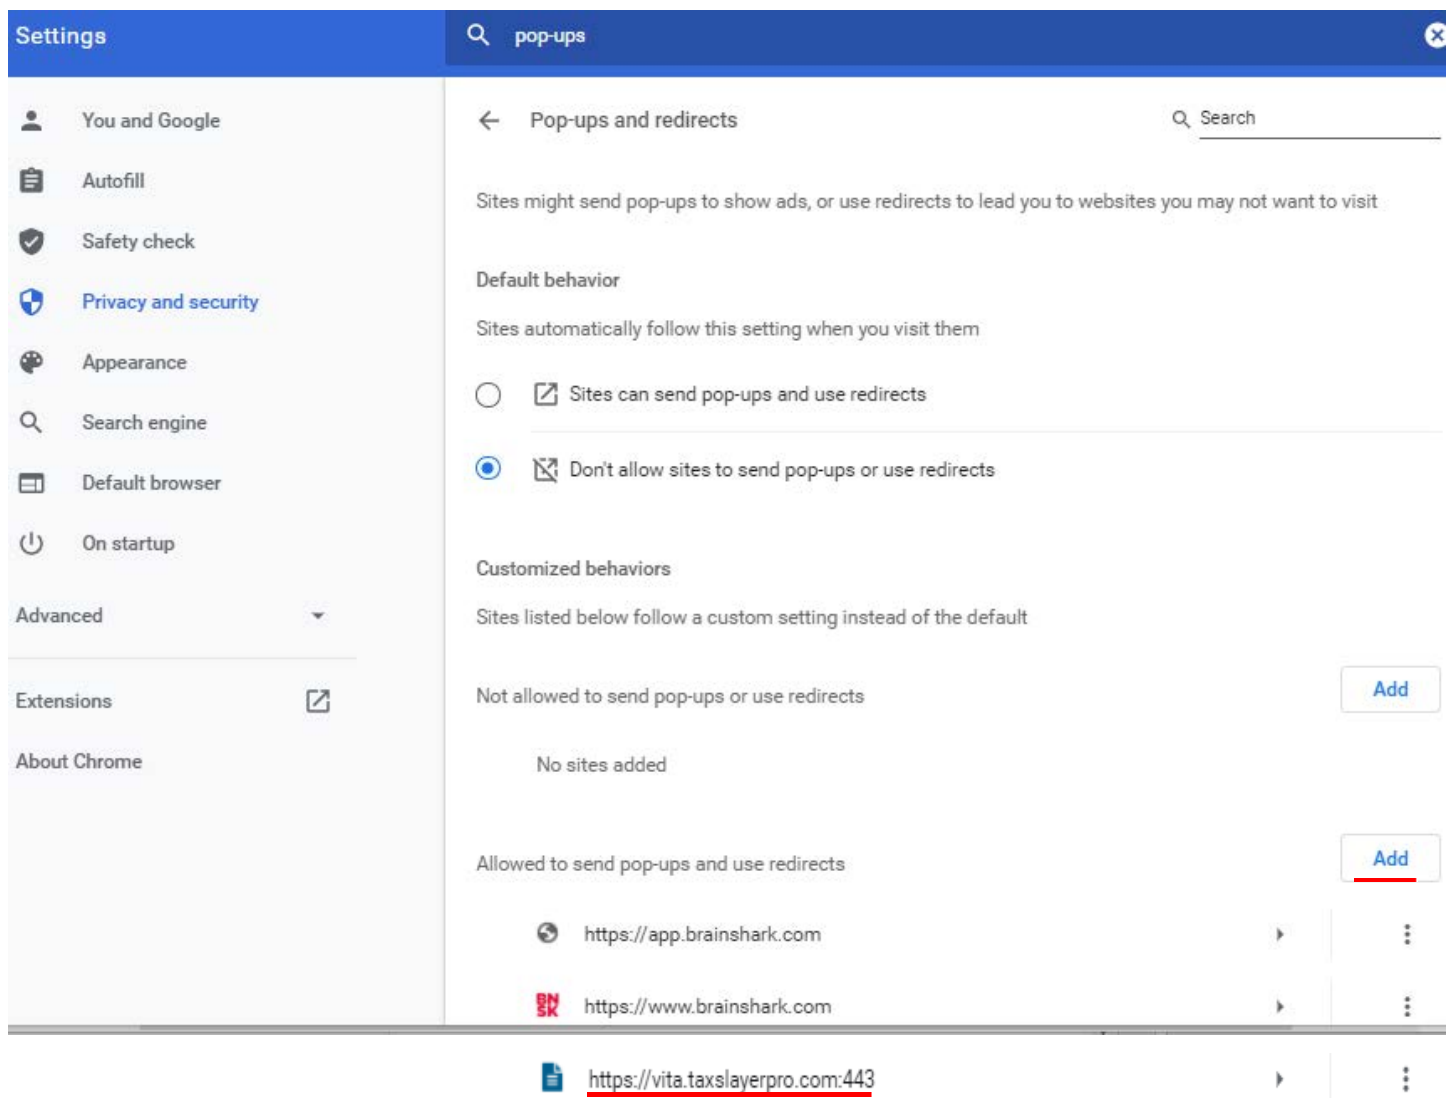 Settings
pop-ups
You and Google
Autofill
Safety check
Privacy and security
Appearance
Search engine
Default browser
On startup
Advanced
Extensions
About Chrome
Pop-ups and redirects
Search
Sites might send pop-ups to show ads, or use redirects to lead you to websites you may not want to visit
Default behavior
Sites automatically follow this setting when you visit them
Sites can send pop-ups and use redirects
Don't allow sites to send pop-ups or use redirects
Customized behaviors
Sites listed below follow a custom setting instead of the default
Not allowed to send pop-ups or use redirects
Add
No sites added
Allowed to send pop-ups and use redirects
Add
https://app.brainshark.com
BN
SK
https://www.brainshark.com
https://vita.taxslayerpro.com:443